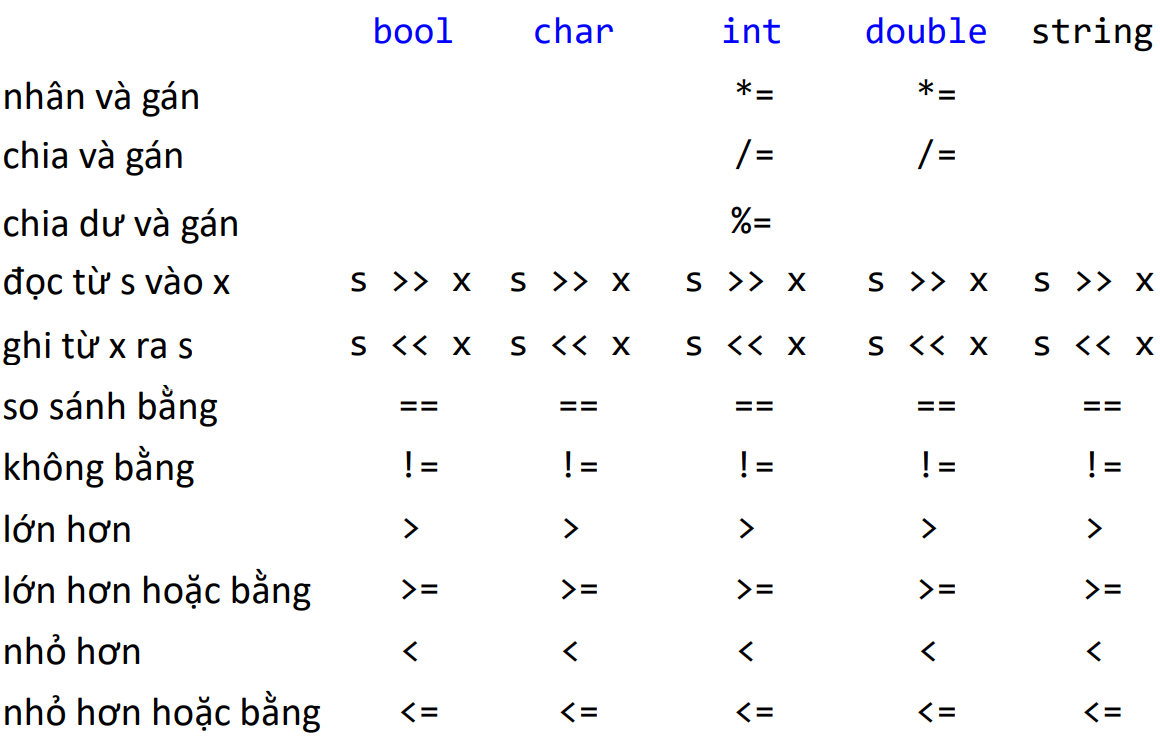 bool char int double string
nhân và gán *= *=
chia và gán /= /=
chia dư và gán %=
đọc từ s vào x s >> x s >> x s >> x s >> x s >> x
ghi từ x ra s s << x s << x s << x s << x s << x
so sánh bằng == == == == ==
không bằng != != != != !=
lớn hơn > > > > >
lớn hơn hoặc bằng >= >= >= >= >=
nhỏ hơn < < < < <
nhỏ hơn hoặc bằng <= <= <= <= <=